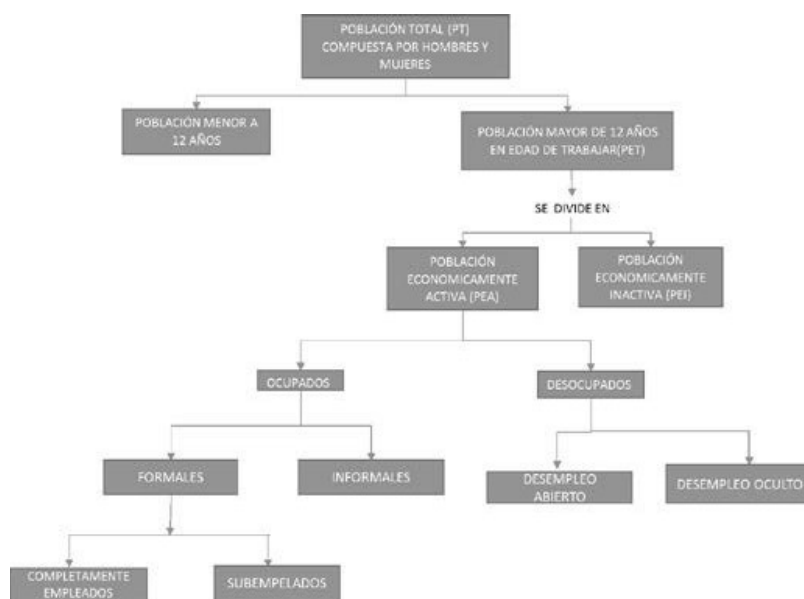 POBLACIÓN TOTAL (PT)
COMPUESTA POR HOMBRES Y
MUJERES
POBLACIÓN MENOR A
12 AÑOS
POBLACIÓN MAYOR DE 12 AÑOS
EN EDAD DE TRABAJAR(PET)
SE DIVIDE EN
POBLACIÓN
ECONOMICAMENTE
ACTIVA (PEA)
POBLACIÓN
ECONOMICAMENTE
INACTIVA (PEI)
OCUPADOS
DESOCUPADOS
FORMALES
INFORMALES
DESEMPLEO
ABIERTO
DESEMPLEO OCULTO
COMPLETAMENTE
EMPLEADOS
SUBEMPELADOS